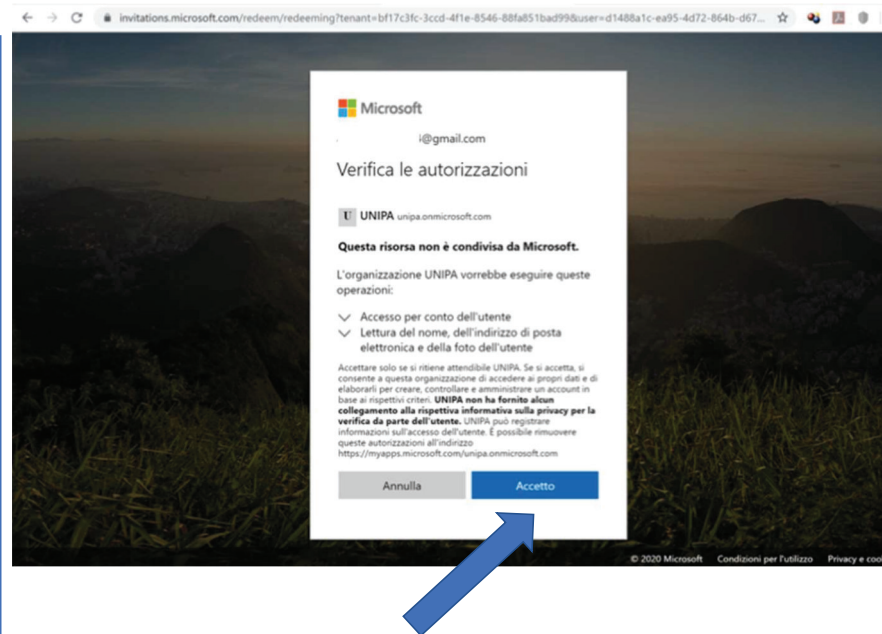 invitations.microsoft.com/redeem/redeeming?tenant=bf17c3fc-3ccd-4f1e-8546-88fa851bad99&user=d1488a1c-ea95-4d72-864b-d67...
Microsoft
@gmail.com
Verifica le autorizzazioni
U UNIPA unipa.onmicrosoft.com
Questa risorsa non è condivisa da Microsoft.
L'organizzazione UNIPA vorrebbe eseguire queste
operazioni:
Accesso per conto dell'utente
Lettura del nome, dell'indirizzo di posta
elettronica e della foto dell'utente
Accettare solo se si ritiene attendibile UNIPA. Se si accetta, si
consente a questa organizzazione di accedere ai propri dati e di
elaborarli per creare, controllare e amministrare un account in
base ai rispettivi criteri. UNIPA non ha fornito alcun
collegamento alla rispettiva informativa sulla privacy per la
verifica da parte dell'utente. UNIPA può registrare
informazioni sull'accesso dell'utente. È possibile rimuovere
queste autorizzazioni all'indirizzo
https://myapps.microsoft.com/unipa.onmicrosoft.com
Annulla Accetto
© 2020 Microsoft Condizioni per l'utilizzo Privacy e cook